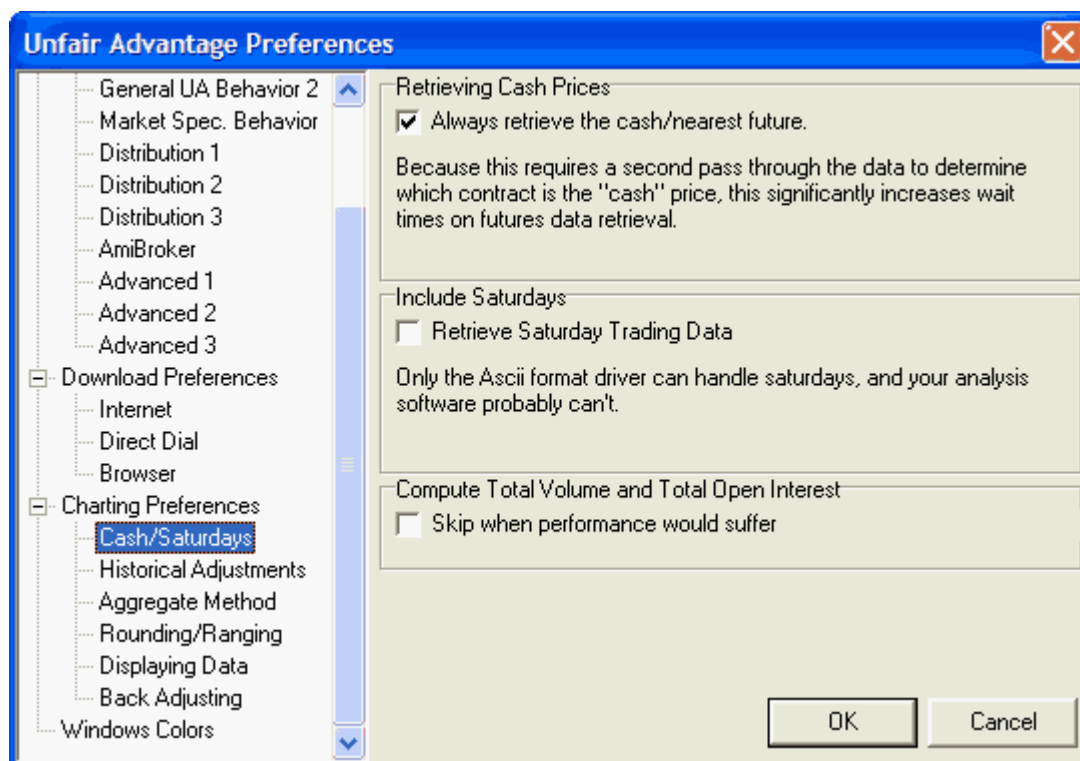 Unfair Advantage Preferences
General UA Behavior 2
Market Spec. Behavior
Distribution 1
Distribution 2
Distribution 3
AmiBroker
Advanced 1
Advanced 2
Advanced 3
Download Preferences
Internet
Direct Dial
Browser
Charting Preferences
Cash/Saturdays
Historical Adjustments
Aggregate Method
Rounding/Ranging
Displaying Data
Back Adjusting
Windows Colors
Retrieving Cash Prices
Always retrieve the cash/nearest future.
Because this requires a second pass through the data to determine
which contract is the "cash" price, this significantly increases wait
times on futures data retrieval.
Include Saturdays
Retrieve Saturday Trading Data
Only the Ascii format driver can handle saturdays, and your analysis
software probably can't.
Compute Total Volume and Total Open Interest
Skip when performance would suffer
OK
Cancel